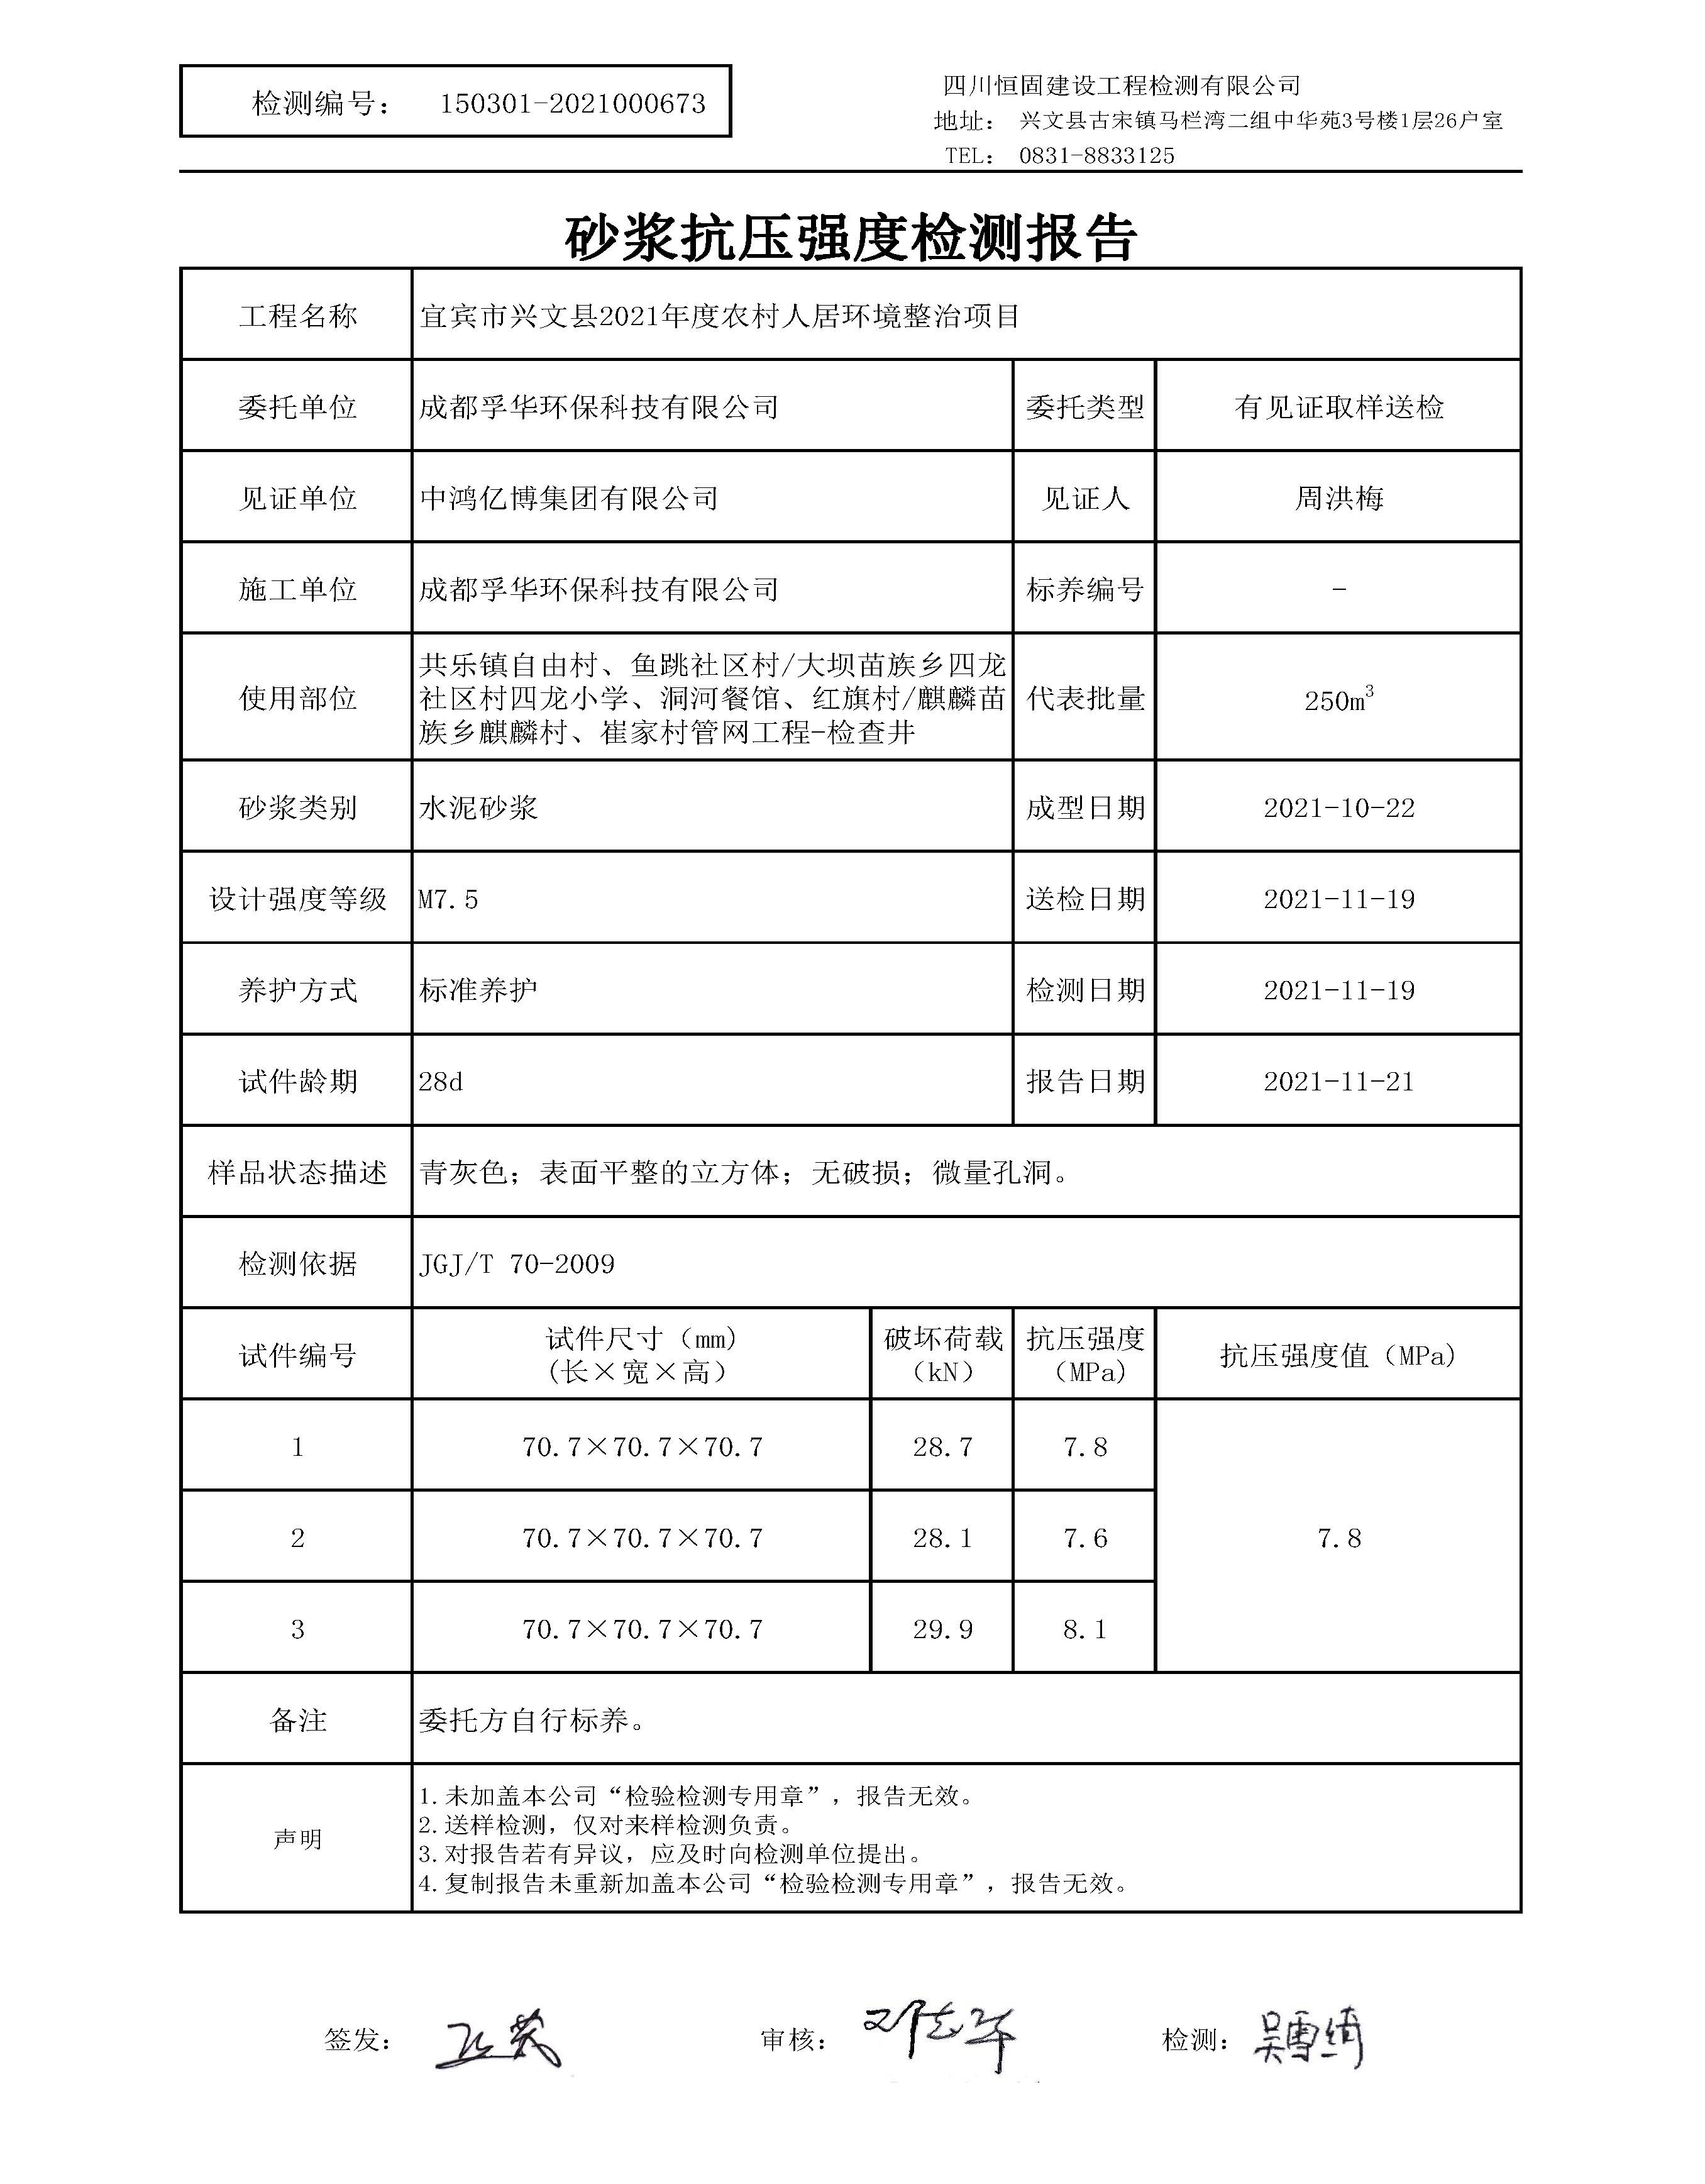 检测编号： 150301-2021000673
四川恒固建设工程检测有限公司
地址： 兴文县古宋镇马栏湾二组中华苑3号楼1层26户室
TEL： 0831-8833125
砂浆抗压强度检测报告
工程名称 宜宾市兴文县2021年度农村人居环境整治项目
委托单位 成都孚华环保科技有限公司 委托类型 有见证取样送检
见证单位 中鸿亿博集团有限公司 见证人 周洪梅
施工单位 成都孚华环保科技有限公司 标养编号 -
使用部位 共乐镇自由村、鱼跳社区村/大坝苗族乡四龙
社区村四龙小学、洞河餐馆、红旗村/麒麟苗
族乡麒麟村、崔家村管网工程-检查井 代表批量 250m³
砂浆类别 水泥砂浆 成型日期 2021-10-22
设计强度等级 M7.5 送检日期 2021-11-19
养护方式 标准养护 检测日期 2021-11-19
试件龄期 28d 报告日期 2021-11-21
样品状态描述 青灰色；表面平整的立方体；无破损；微量孔洞。
检测依据 JGJ/T 70-2009
试件编号 试件尺寸（mm)
(长×宽×高） 破坏荷载
（kN） 抗压强度
（MPa) 抗压强度值（MPa)
1 70.7×70.7×70.7 28.7 7.8
2 70.7×70.7×70.7 28.1 7.6 7.8
3 70.7×70.7×70.7 29.9 8.1
备注 委托方自行标养。
声明 1.未加盖本公司“检验检测专用章”，报告无效。
2.送样检测，仅对来样检测负责。
3.对报告若有异议，应及时向检测单位提出。
4.复制报告未重新加盖本公司“检验检测专用章”，报告无效。
签发： 审核： 邓志华 检测： 吴雪绮